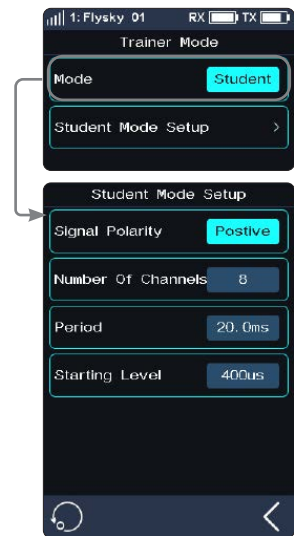 1: Flysky 01 RX TX
Trainer Mode
Mode Student
Student Mode Setup >
Student Mode Setup
Signal Polarity Postive
Number Of Channels 8
Period 20.0ms
Starting Level 400us